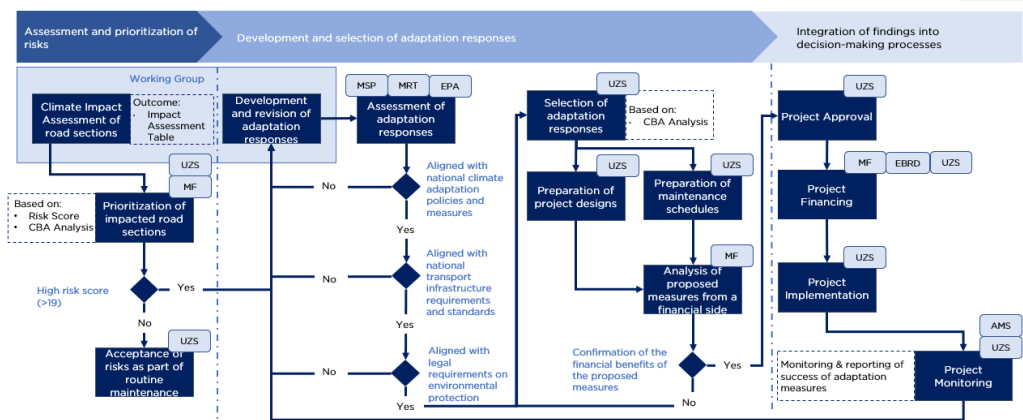 Assessment and prioritization of
risks
Development and selection of adaptation responses
Integration of findings into
decision-making processes
Working Group
Climate Impact
Assessment of
road sections
Outcome:
• Impact
Assessment
Table
Development
and revision of
adaptation
responses
MSP
MRT
EPA
Assessment of
adaptation
responses
UZS
Selection of
adaptation
responses
Based on:
• CBA Analysis
UZS
Project Approval
UZS
MF
Based on:
• Risk Score
• CBA Analysis
Prioritization of
impacted road
sections
No
Aligned with
national climate
adaptation
policies and
measures
Yes
UZS
Preparation of
project designs
UZS
Preparation of
maintenance
schedules
MF
EBRD
UZS
Project
Financing
High risk score
(>19)
Yes
No
No
Aligned with
national
transport
infrastructure
requirements
and standards
Yes
MF
Analysis of
proposed
measures from a
financial side
UZS
Project
Implementation
UZS
Acceptance of
risks as part of
routine
maintenance
No
Aligned with
legal
requirements on
environmental
protection
Yes
Confirmation of the
financial benefits of
the proposed
measures
Yes
No
Monitoring & reporting of
success of adaptation
measures
AMS
UZS
Project
Monitoring